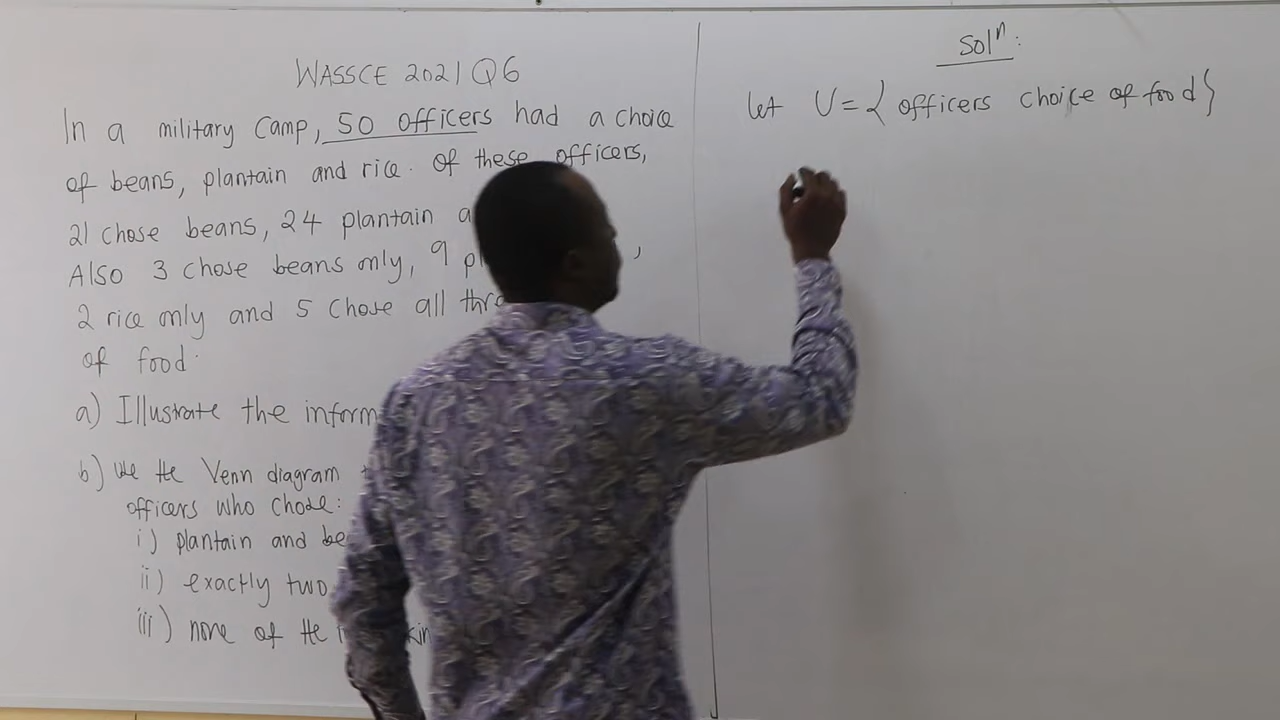 WASSCE 2021 Q6
In a military camp, 50 officers had a choice
of beans, plantain and rice. Of these officers,
21 chose beans, 24 plantain
Also 3 chose beans only, 9
2 rice only and 5 chose all
of food.
a) Illustrate the
b) Use the Venn diagram
officers who chose:
i) plantain and
ii) exactly two
iii) none of the
Solⁿ:
Let U = { officers choice of food }